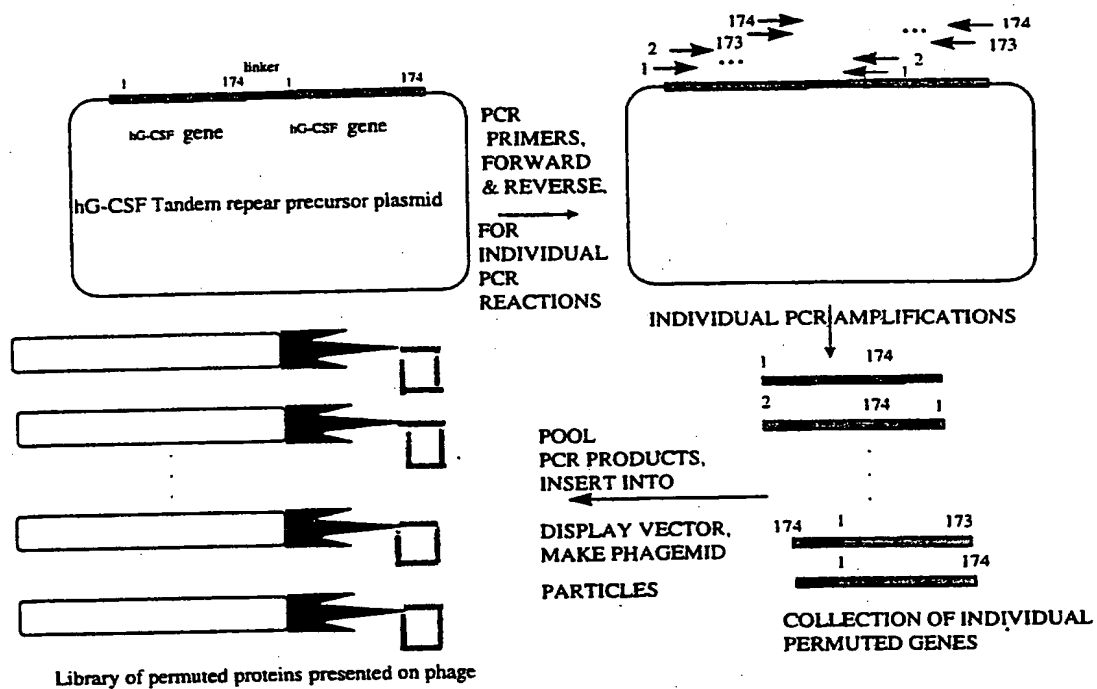 linker
1 174 1 174
hG-CSF gene hG-CSF gene
hG-CSF Tandem repear precursor plasmid
PCR
PRIMERS,
FORWARD
& REVERSE.
FOR
INDIVIDUAL
PCR
REACTIONS
174
173
2
1
...
... 174
173
2
1
INDIVIDUAL PCR AMPLIFICATIONS
1 174
2 174 1
174 1 173
1 174
COLLECTION OF INDIVIDUAL
PERMUTED GENES
POOL
PCR PRODUCTS,
INSERT INTO
DISPLAY VECTOR,
MAKE PHAGEMID
PARTICLES
Library of permuted proteins presented on phage